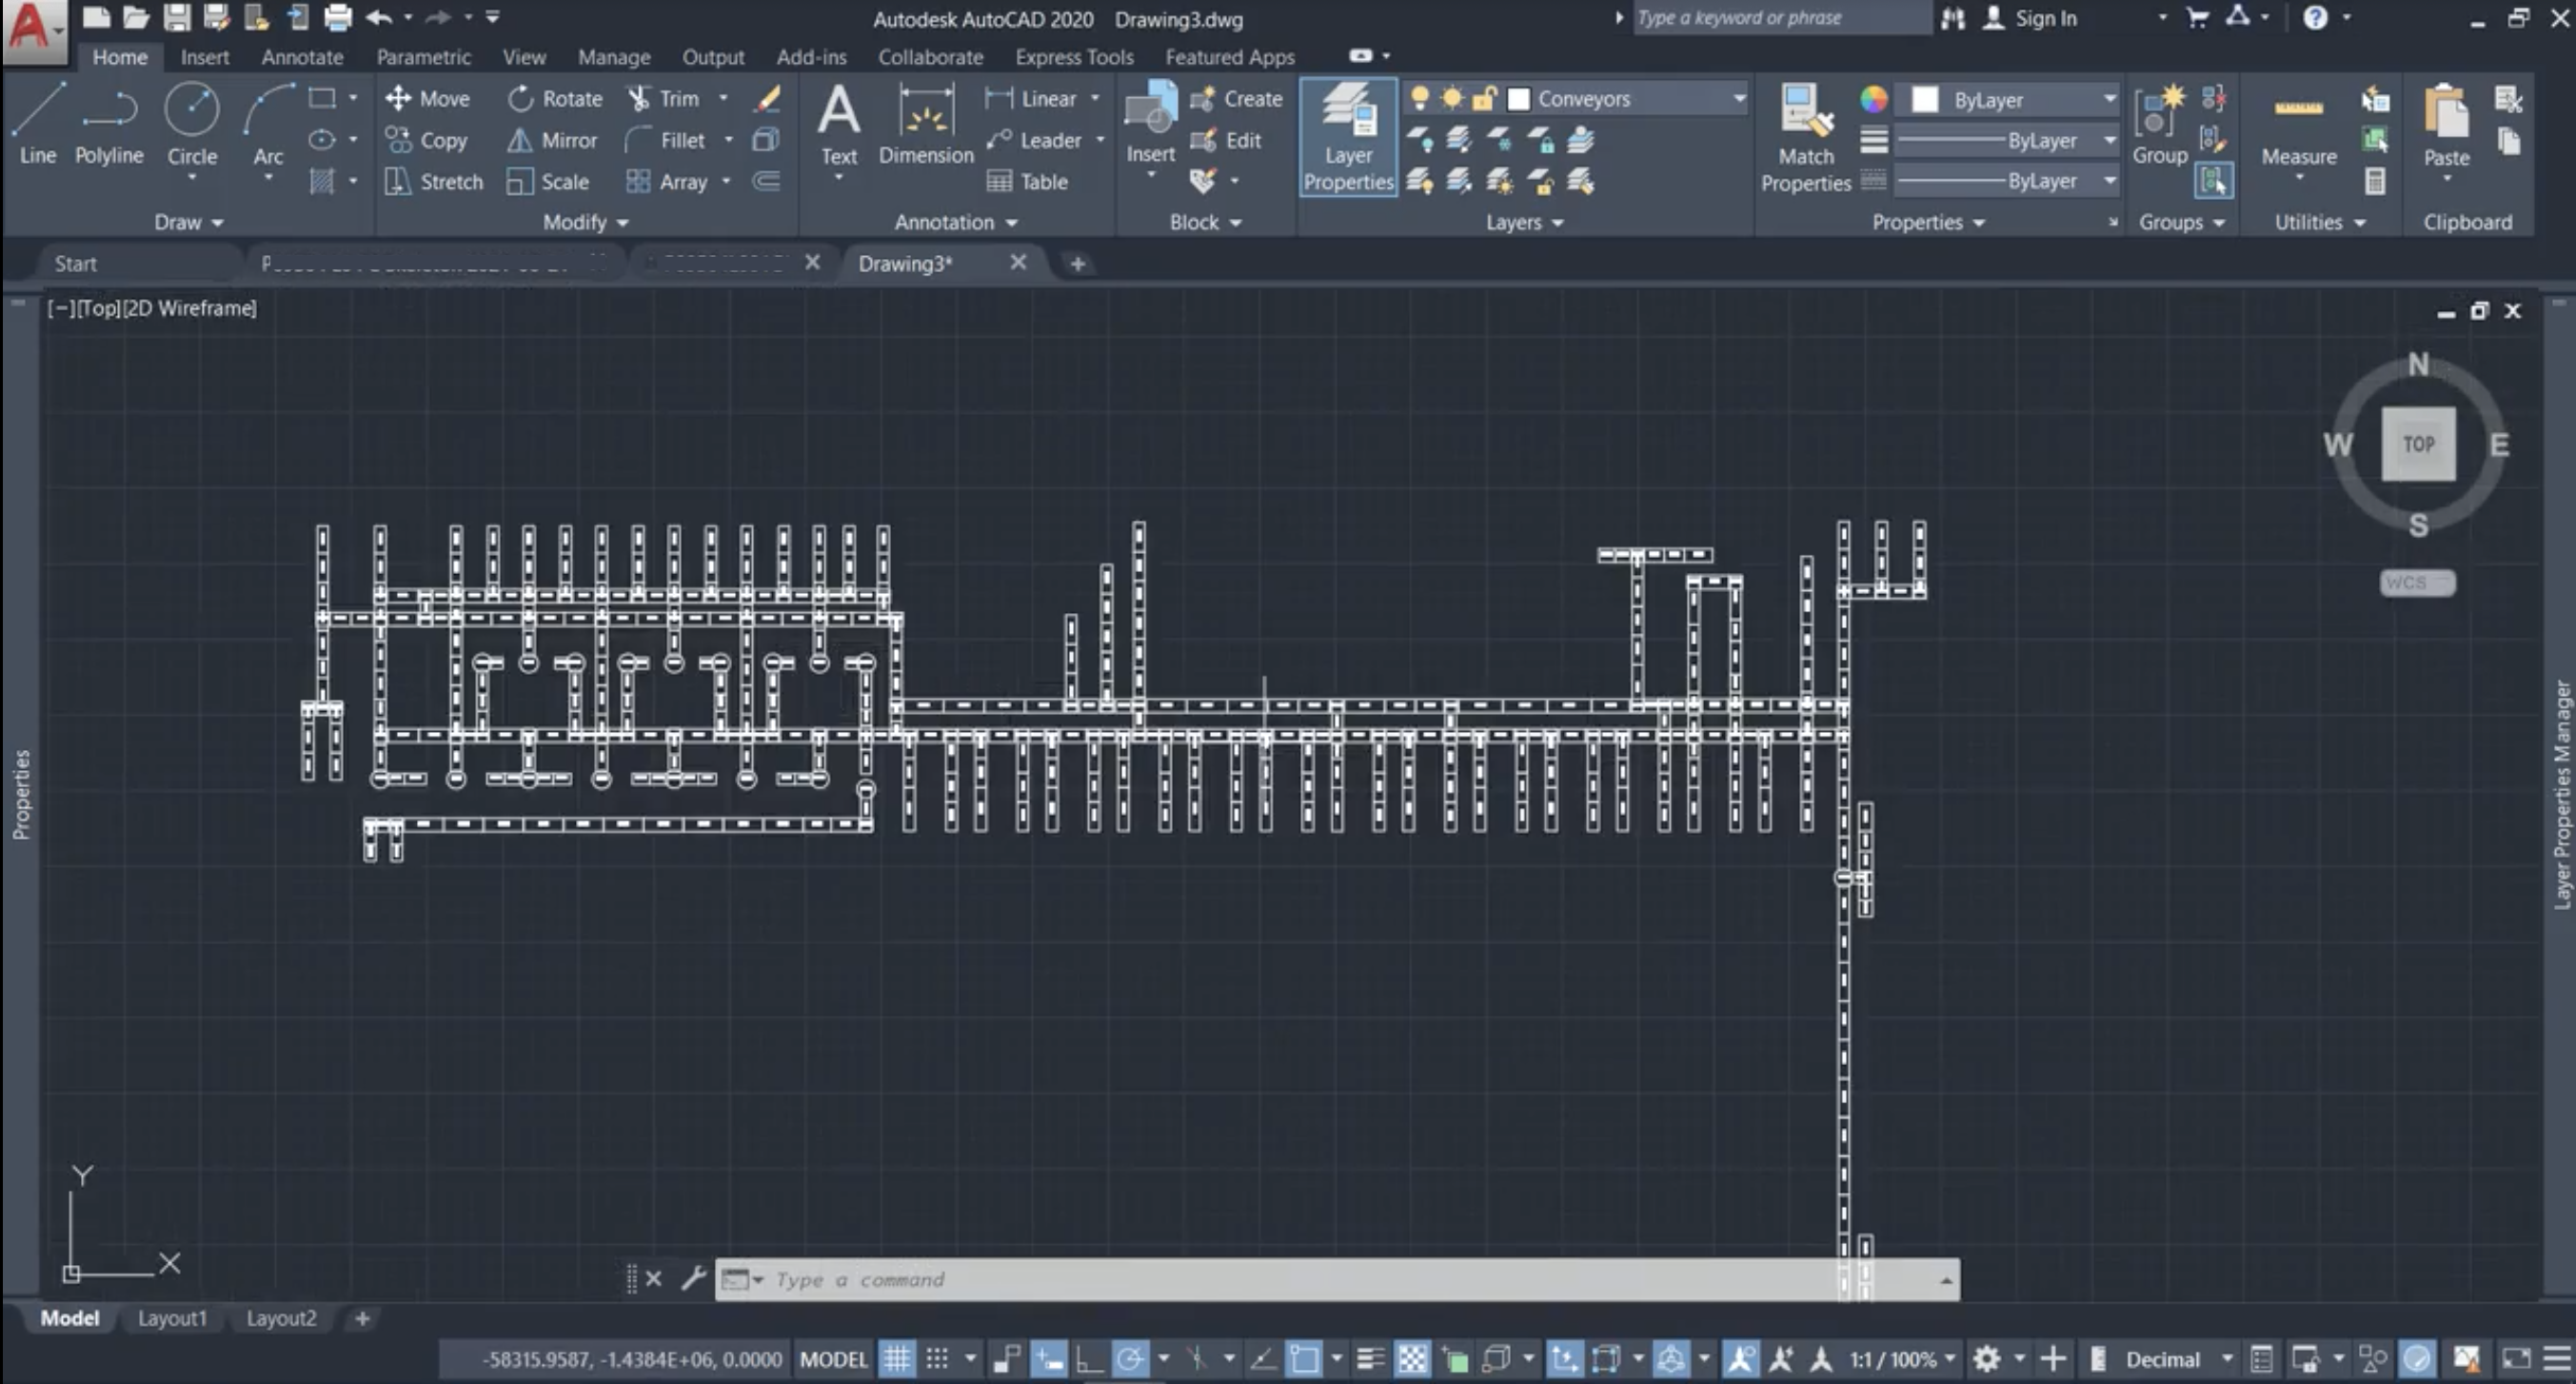 Autodesk AutoCAD 2020 Drawing3.dwg
Type a keyword or phrase
Sign In
Home Insert Annotate Parametric View Manage Output Add-ins Collaborate Express Tools Featured Apps
Line Polyline Circle Arc
Draw
Move Rotate Trim
Copy Mirror Fillet
Stretch Scale Array
Modify
Text Dimension
Linear
Leader
Table
Annotation
Insert
Create
Edit
Block
Layer
Properties
Conveyors
Layers
Match
Properties
ByLayer
ByLayer
ByLayer
Properties
Group
Groups
Measure
Utilities
Paste
Clipboard
Start
Drawing3*
[−][Top][2D Wireframe]
N
W TOP E
S
WCS
Properties
Layer Properties Manager
Y
X
Type a command
Model Layout1 Layout2
-58315.9587, -1.4384E+06, 0.0000 MODEL 1:1 / 100% Decimal